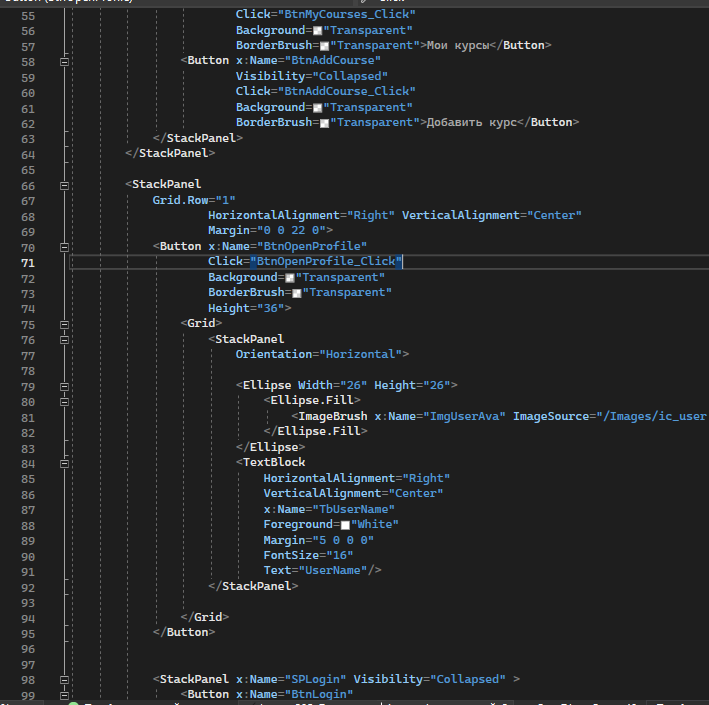 55 Click="BtnMyCourses_Click"
56 Background="Transparent"
57 BorderBrush="Transparent">Мои курсы</Button>
58 <Button x:Name="BtnAddCourse"
59 Visibility="Collapsed"
60 Click="BtnAddCourse_Click"
61 Background="Transparent"
62 BorderBrush="Transparent">Добавить курс</Button>
63 </StackPanel>
64 </StackPanel>
65
66 <StackPanel
67 Grid.Row="1"
68 HorizontalAlignment="Right" VerticalAlignment="Center"
69 Margin="0 0 22 0">
70 <Button x:Name="BtnOpenProfile"
71 Click="BtnOpenProfile_Click"
72 Background="Transparent"
73 BorderBrush="Transparent"
74 Height="36">
75 <Grid>
76 <StackPanel
77 Orientation="Horizontal">
78
79 <Ellipse Width="26" Height="26">
80 <Ellipse.Fill>
81 <ImageBrush x:Name="ImgUserAva" ImageSource="/Images/ic_user
82 </Ellipse.Fill>
83 </Ellipse>
84 <TextBlock
85 HorizontalAlignment="Right"
86 VerticalAlignment="Center"
87 x:Name="TbUserName"
88 Foreground="White"
89 Margin="5 0 0 0"
90 FontSize="16"
91 Text="UserName"/>
92 </StackPanel>
93
94 </Grid>
95 </Button>
96
97
98 <StackPanel x:Name="SPLogin" Visibility="Collapsed" >
99 <Button x:Name="BtnLogin"